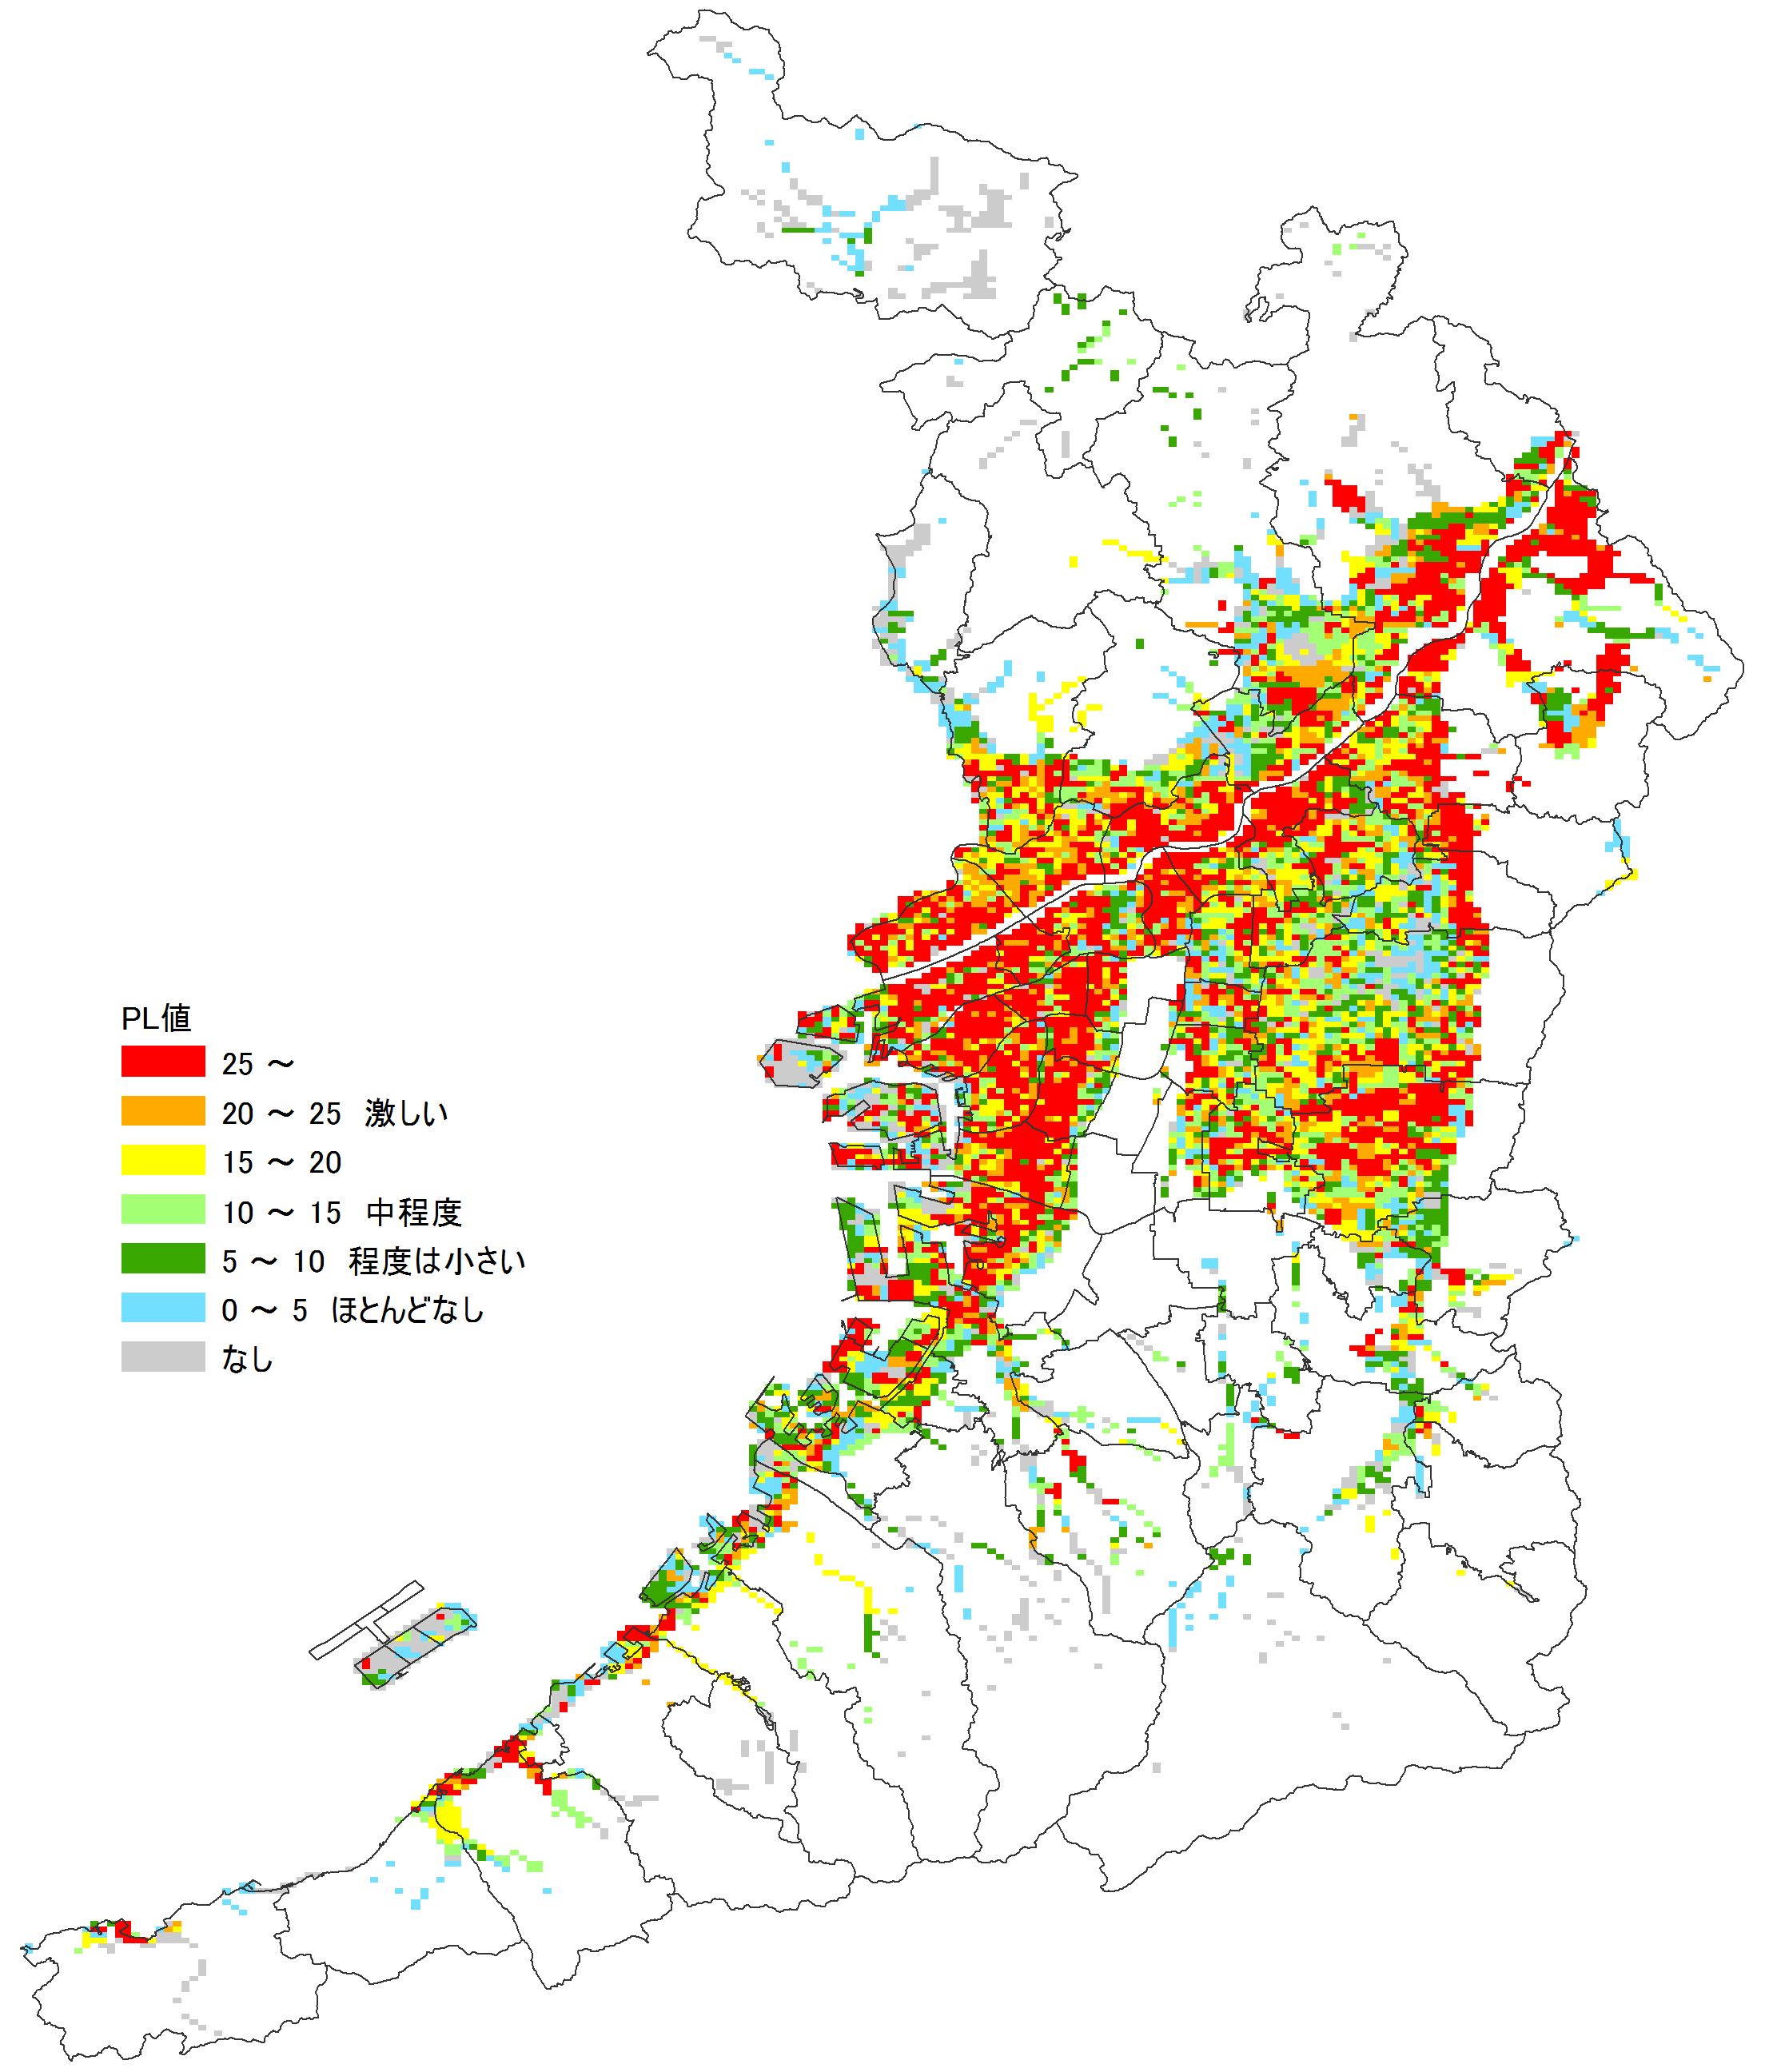 PL値
25 ～
20 ～ 25 激しい
15 ～ 20
10 ～ 15 中程度
5 ～ 10 程度は小さい
0 ～ 5 ほとんどなし
なし